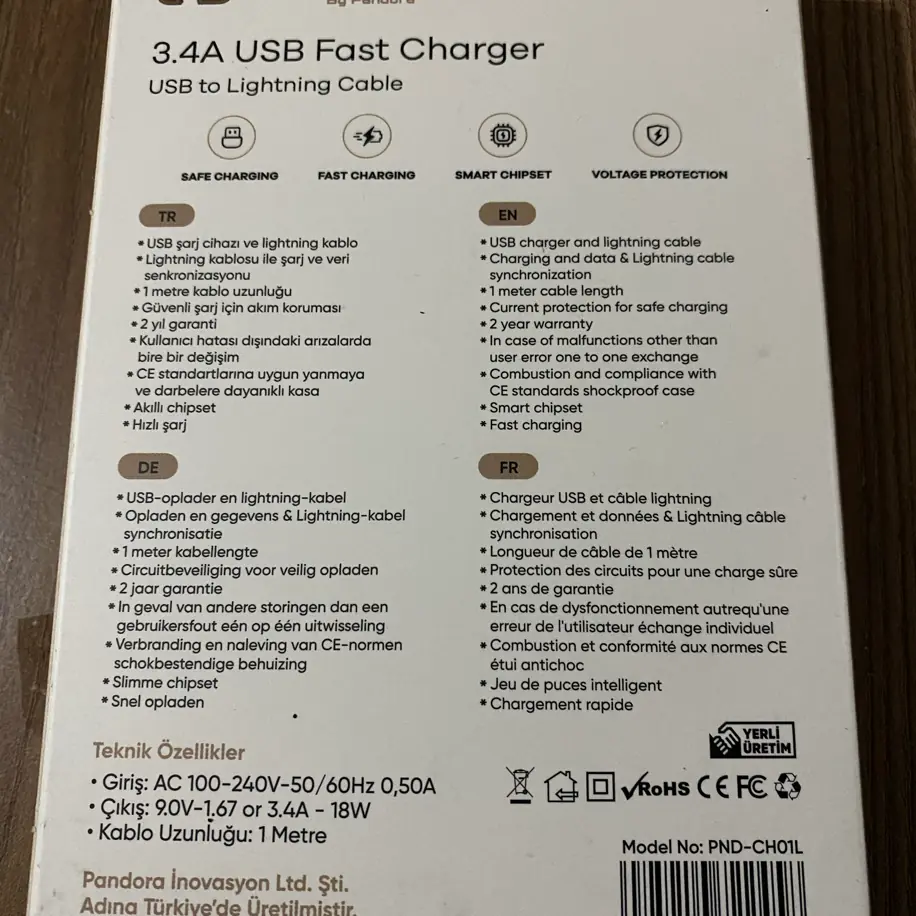 By Pandora
3.4A USB Fast Charger
USB to Lightning Cable
SAFE CHARGING
FAST CHARGING
SMART CHIPSET
VOLTAGE PROTECTION
TR
* USB şarj cihazı ve lightning kablo
* Lightning kablosu ile şarj ve veri
senkronizasyonu
* 1 metre kablo uzunluğu
* Güvenli şarj için akım koruması
* 2 yıl garanti
* Kullanıcı hatası dışındaki arızalarda
bire bir değişim
* CE standartlarına uygun yanmaya
ve darbelere dayanıklı kasa
* Akıllı chipset
* Hızlı şarj
EN
* USB charger and lightning cable
* Charging and data & Lightning cable
synchronization
* 1 meter cable length
* Current protection for safe charging
* 2 year warranty
* In case of malfunctions other than
user error one to one exchange
* Combustion and compliance with
CE standards shockproof case
* Smart chipset
* Fast charging
DE
* USB-oplader en lightning-kabel
* Opladen en gegevens & Lightning-kabel
synchronisatie
* 1 meter kabellengte
* Circuitbeveiliging voor veilig opladen
* 2 jaar garantie
* In geval van andere storingen dan een
gebruikersfout eén op één uitwisseling
* Verbranding en naleving van CE-normen
schokbestendige behuizing
* Slimme chipset
* Snel opladen
FR
* Chargeur USB et câble lightning
* Chargement et données & Lightning câble
synchronisation
* Longueur de câble de 1 mètre
* Protection des circuits pour une charge sûre
* 2 ans de garantie
* En cas de dysfonctionnement autrequ'une
erreur de l'utilisateur échange individuel
* Combustion et conformité aux normes CE
étui antichoc
* Jeu de puces intelligent
* Chargement rapide
YERLİ
ÜRETİM
Teknik Özellikler
• Giriş: AC 100-240V-50/60Hz 0,50A
• Çıkış: 9.0V-1.67 or 3.4A - 18W
• Kablo Uzunluğu: 1 Metre
RoHS CE FC
Model No: PND-CH01L
Pandora İnovasyon Ltd. Şti.
Adına Türkiye'de Üretilmiştir.